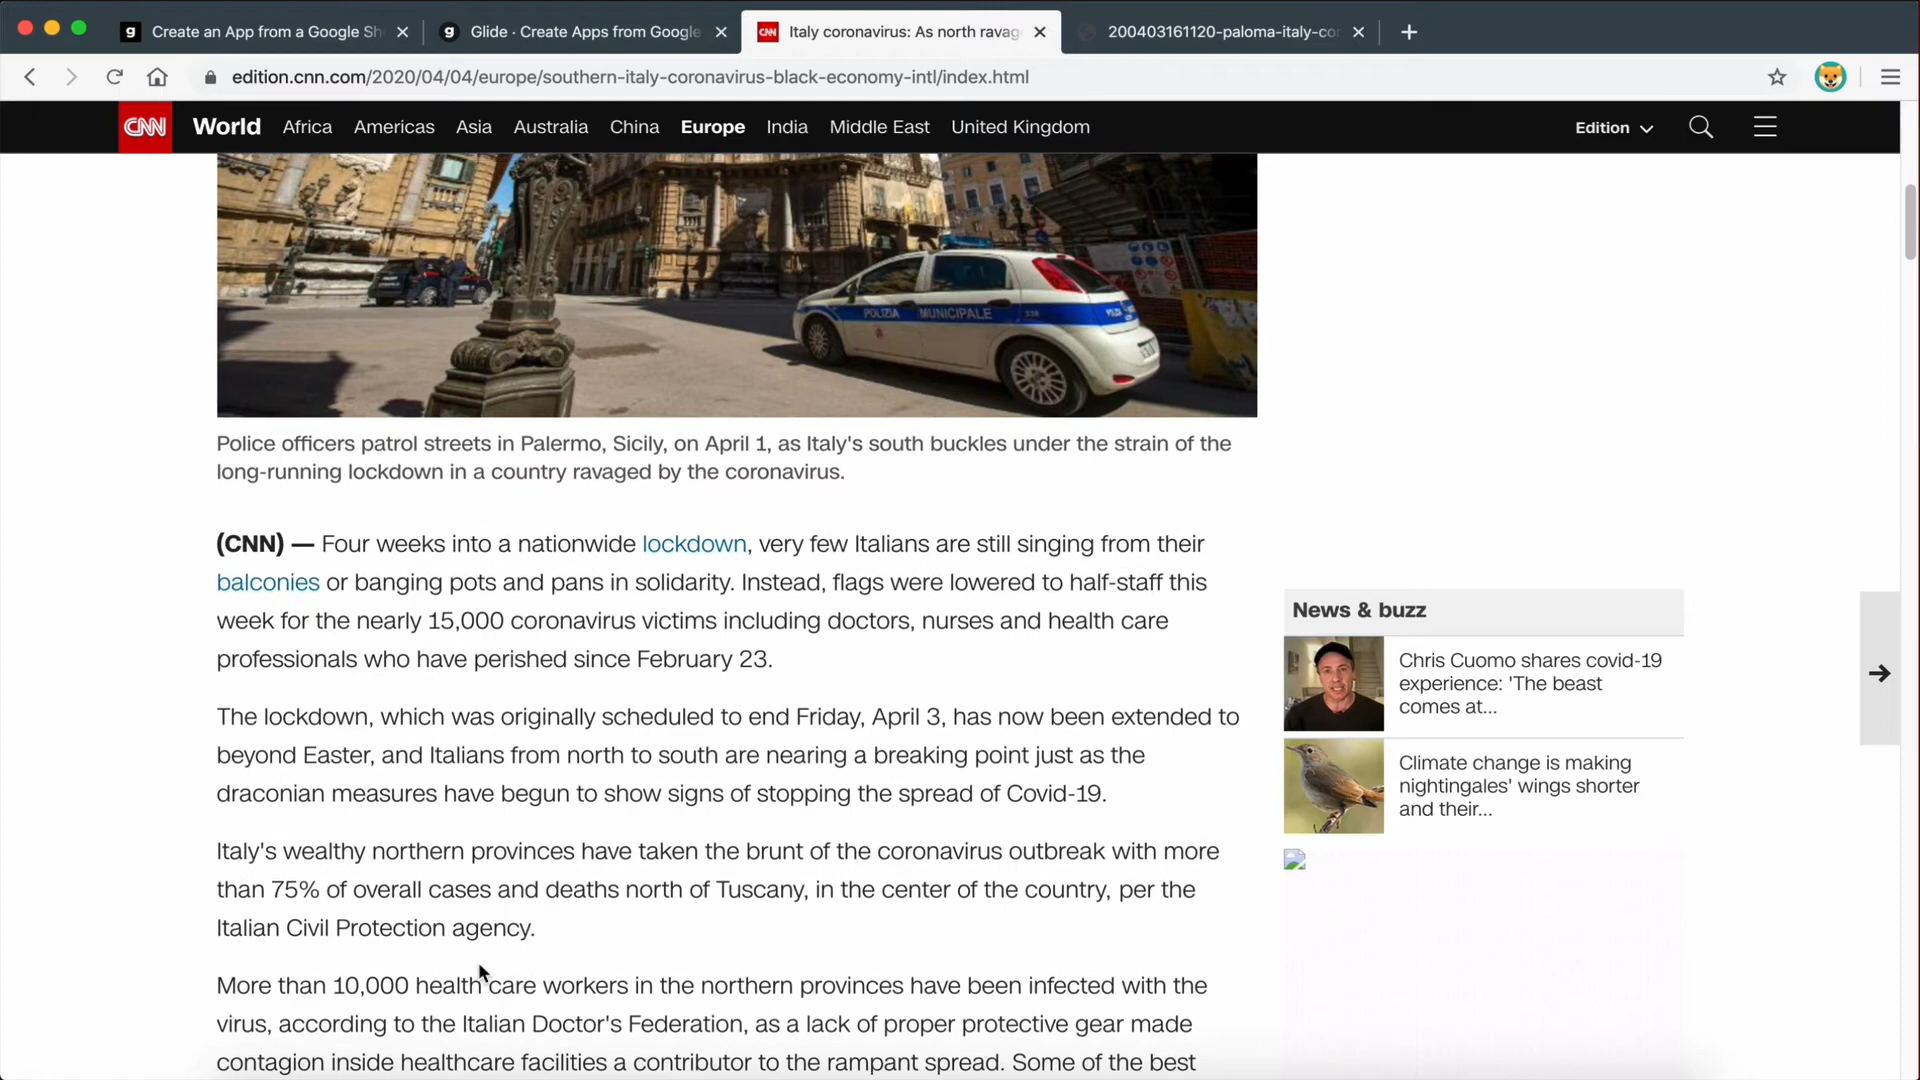 Create an App from a Google Sh
Glide · Create Apps from Google
Italy coronavirus: As north ravag
200403161120-paloma-italy-cor
edition.cnn.com/2020/04/04/europe/southern-italy-coronavirus-black-economy-intl/index.html
CNN World Africa Americas Asia Australia China Europe India Middle East United Kingdom Edition
POLIZIA MUNICIPALE
Police officers patrol streets in Palermo, Sicily, on April 1, as Italy's south buckles under the strain of the
long-running lockdown in a country ravaged by the coronavirus.
(CNN) — Four weeks into a nationwide lockdown, very few Italians are still singing from their
balconies or banging pots and pans in solidarity. Instead, flags were lowered to half-staff this
week for the nearly 15,000 coronavirus victims including doctors, nurses and health care
professionals who have perished since February 23.
The lockdown, which was originally scheduled to end Friday, April 3, has now been extended to
beyond Easter, and Italians from north to south are nearing a breaking point just as the
draconian measures have begun to show signs of stopping the spread of Covid-19.
Italy's wealthy northern provinces have taken the brunt of the coronavirus outbreak with more
than 75% of overall cases and deaths north of Tuscany, in the center of the country, per the
Italian Civil Protection agency.
More than 10,000 health care workers in the northern provinces have been infected with the
virus, according to the Italian Doctor's Federation, as a lack of proper protective gear made
contagion inside healthcare facilities a contributor to the rampant spread. Some of the best
News & buzz
Chris Cuomo shares covid-19
experience: 'The beast
comes at...
Climate change is making
nightingales' wings shorter
and their...